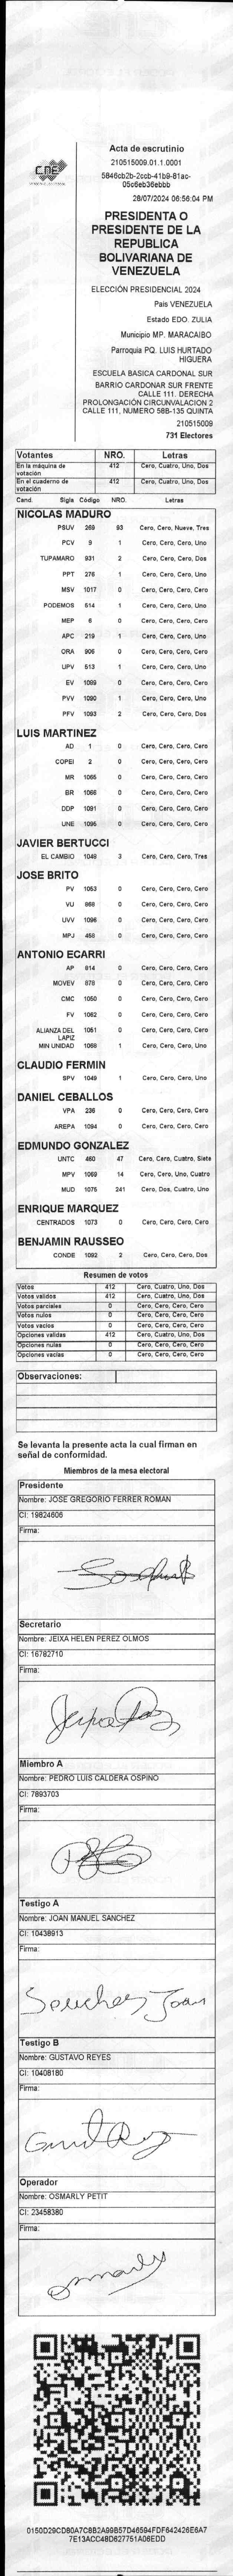 CNE
Acta de escrutinio
210515009.01.1.0001
5846cb2b-2ccb-41b9-81ac-
05c6eb36ebbb
28/07/2024 06:56:04 PM
PRESIDENTA O
PRESIDENTE DE LA
REPUBLICA
BOLIVARIANA DE
VENEZUELA
ELECCIÓN PRESIDENCIAL 2024
Pais VENEZUELA
Estado EDO. ZULIA
Municipio MP. MARACAIBO
Parroquia PQ. LUIS HURTADO
HIGUERA
ESCUELA BASICA CARDONAL SUR
BARRIO CARDONAR SUR FRENTE
CALLE 111. DERECHA
PROLONGACIÓN CIRCUNVALACION 2
CALLE 111, NUMERO 58B-135 QUINTA
210515009
731 Electores
Votantes NRO. Letras
En la máquina de votación 412 Cero, Cuatro, Uno, Dos
En el cuaderno de votación 412 Cero, Cuatro, Uno, Dos
Cand. Sigla Código NRO. Letras
NICOLAS MADURO
PSUV 269 93 Cero, Cero, Nueve, Tres
PCV 9 1 Cero, Cero, Cero, Uno
TUPAMARO 931 2 Cero, Cero, Cero, Dos
PPT 276 1 Cero, Cero, Cero, Uno
MSV 1017 0 Cero, Cero, Cero, Cero
PODEMOS 514 1 Cero, Cero, Cero, Uno
MEP 6 0 Cero, Cero, Cero, Cero
APC 219 1 Cero, Cero, Cero, Uno
ORA 906 0 Cero, Cero, Cero, Cero
UPV 513 1 Cero, Cero, Cero, Uno
EV 1089 0 Cero, Cero, Cero, Cero
PVV 1090 1 Cero, Cero, Cero, Uno
PFV 1093 2 Cero, Cero, Cero, Dos
LUIS MARTINEZ
AD 1 0 Cero, Cero, Cero, Cero
COPEI 2 0 Cero, Cero, Cero, Cero
MR 1065 0 Cero, Cero, Cero, Cero
BR 1066 0 Cero, Cero, Cero, Cero
DDP 1091 0 Cero, Cero, Cero, Cero
UNE 1095 0 Cero, Cero, Cero, Cero
JAVIER BERTUCCI
EL CAMBIO 1048 3 Cero, Cero, Cero, Tres
JOSE BRITO
PV 1053 0 Cero, Cero, Cero, Cero
VU 868 0 Cero, Cero, Cero, Cero
UVV 1096 0 Cero, Cero, Cero, Cero
MPJ 458 0 Cero, Cero, Cero, Cero
ANTONIO ECARRI
AP 814 0 Cero, Cero, Cero, Cero
MOVEV 878 0 Cero, Cero, Cero, Cero
CMC 1050 0 Cero, Cero, Cero, Cero
FV 1062 0 Cero, Cero, Cero, Cero
ALIANZA DEL LAPIZ 1051 0 Cero, Cero, Cero, Cero
MIN UNIDAD 1068 1 Cero, Cero, Cero, Uno
CLAUDIO FERMIN
SPV 1049 1 Cero, Cero, Cero, Uno
DANIEL CEBALLOS
VPA 236 0 Cero, Cero, Cero, Cero
AREPA 1094 0 Cero, Cero, Cero, Cero
EDMUNDO GONZALEZ
UNTC 460 47 Cero, Cero, Cuatro, Siete
MPV 1069 14 Cero, Cero, Uno, Cuatro
MUD 1075 241 Cero, Dos, Cuatro, Uno
ENRIQUE MARQUEZ
CENTRADOS 1073 0 Cero, Cero, Cero, Cero
BENJAMIN RAUSSEO
CONDE 1092 2 Cero, Cero, Cero, Dos
Resumen de votos
Votos 412 Cero, Cuatro, Uno, Dos
Votos validos 412 Cero, Cuatro, Uno, Dos
Votos parciales 0 Cero, Cero, Cero, Cero
Votos nulos 0 Cero, Cero, Cero, Cero
Votos vacios 0 Cero, Cero, Cero, Cero
Opciones validas 412 Cero, Cuatro, Uno, Dos
Opciones nulas 0 Cero, Cero, Cero, Cero
Opciones vacias 0 Cero, Cero, Cero, Cero
Observaciones:
Se levanta la presente acta la cual firman en
señal de conformidad.
Miembros de la mesa electoral
Presidente
Nombre: JOSE GREGORIO FERRER ROMAN
CI: 19824606
Firma:
Secretario
Nombre: JEIXA HELEN PEREZ OLMOS
CI: 16782710
Firma:
Miembro A
Nombre: PEDRO LUIS CALDERA OSPINO
CI: 7893703
Firma:
Testigo A
Nombre: JOAN MANUEL SANCHEZ
CI: 10438913
Firma:
Sanchez Joan
Testigo B
Nombre: GUSTAVO REYES
CI: 10408180
Firma:
Operador
Nombre: OSMARLY PETIT
CI: 23458380
Firma:
Osmarly
0150D29CD80A7C8B2A99B57D46594FDF642426E6A7
7E13ACC48D627751A06EDD